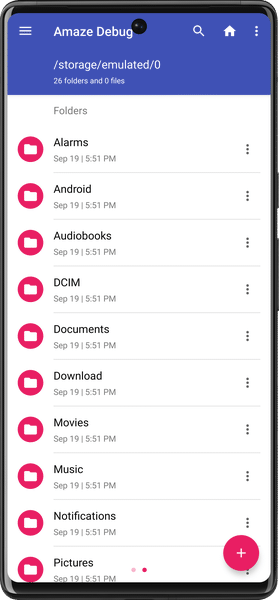 Amaze Debug
/storage/emulated/0
26 folders and 0 files
Folders
Alarms
Sep 19 | 5:51 PM
Android
Sep 19 | 5:51 PM
Audiobooks
Sep 19 | 5:51 PM
DCIM
Sep 19 | 5:51 PM
Documents
Sep 19 | 5:51 PM
Download
Sep 19 | 5:51 PM
Movies
Sep 19 | 5:51 PM
Music
Sep 19 | 5:51 PM
Notifications
Sep 19 | 5:51 PM
Pictures
Sep 19 | 5:51 PM